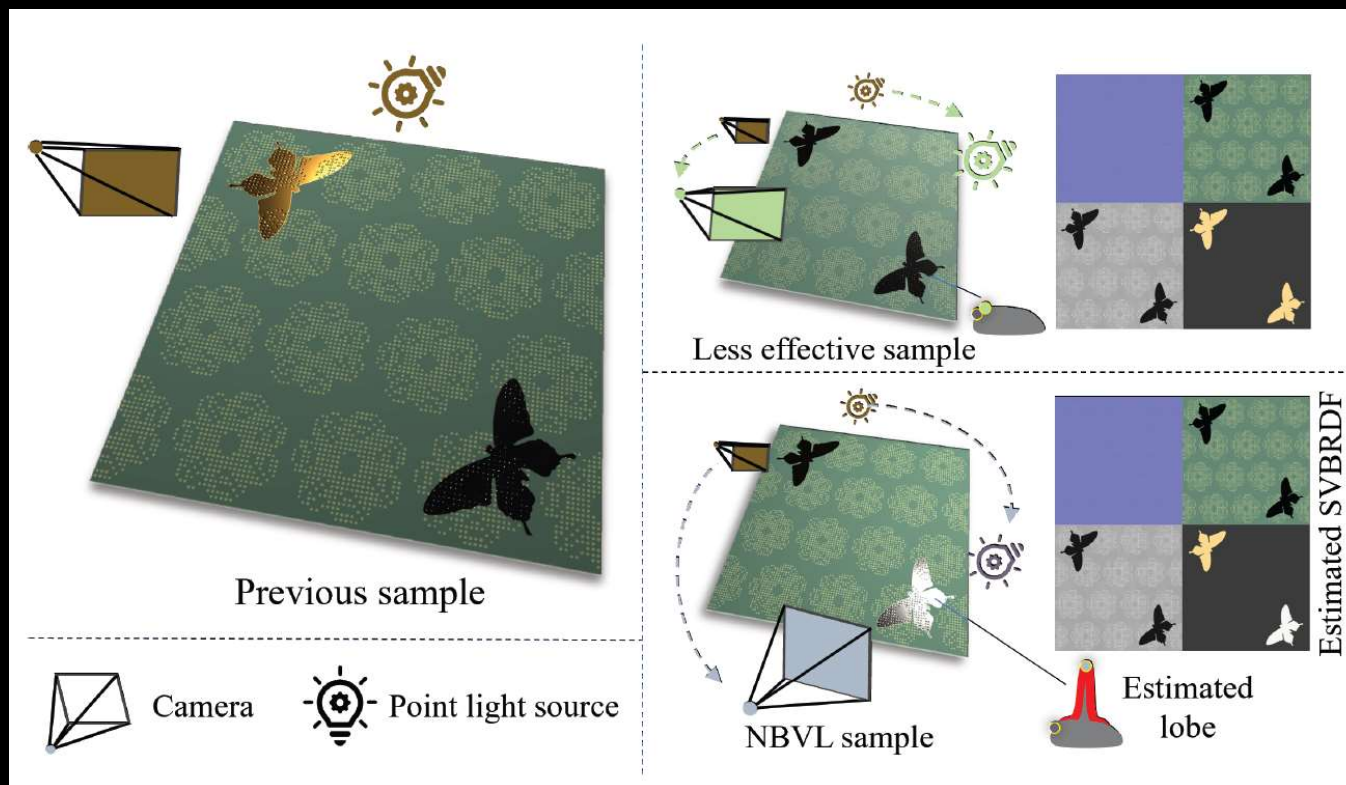 Previous sample
Camera
Point light source
Less effective sample
NBVL sample
Estimated
lobe
Estimated SVBRDF